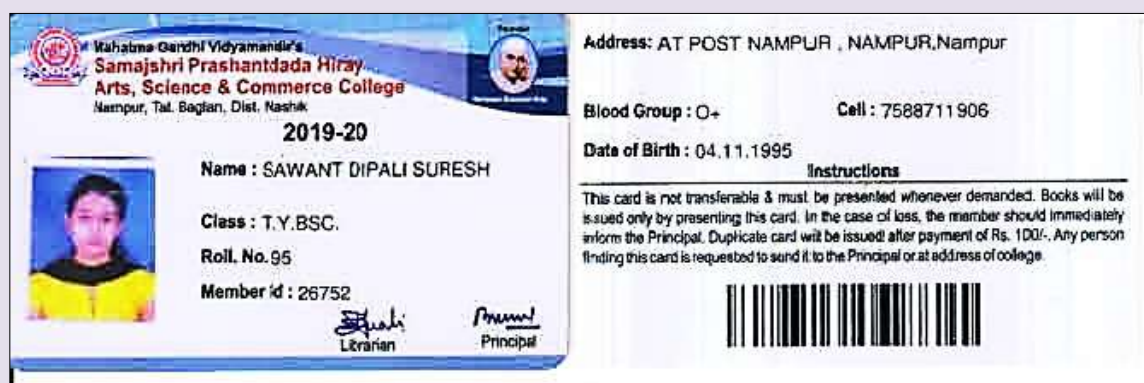 Mahatma Gandhi Vidyamandir's
Samajshri Prashantdada Hiray
Arts, Science & Commerce College
Nampur, Tal. Baglan, Dist. Nashik
2019-20
Name : SAWANT DIPALI SURESH
Class : T.Y.BSC.
Roll. No. 95
Member id : 26752
Librarian
Principal
Address: AT POST NAMPUR , NAMPUR,Nampur
Blood Group : O+
Cell : 7588711906
Date of Birth : 04.11.1995
Instructions
This card is not transferable & must be presented whenever demanded. Books will be
issued only by presenting this card. In the case of loss, the member should immediately
inform the Principal. Duplicate card will be issued after payment of Rs. 100/-. Any person
finding this card is requested to send it to the Principal or at address of college.